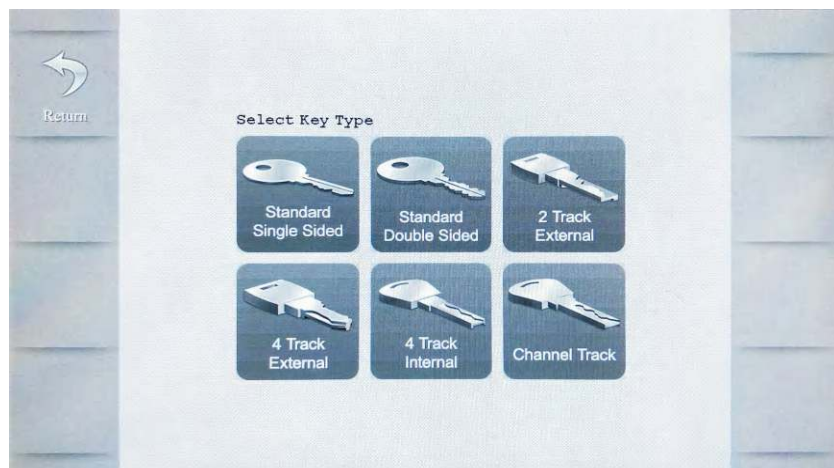 Return
Select Key Type
Standard
Single Sided
Standard
Double Sided
2 Track
External
4 Track
External
4 Track
Internal
Channel Track